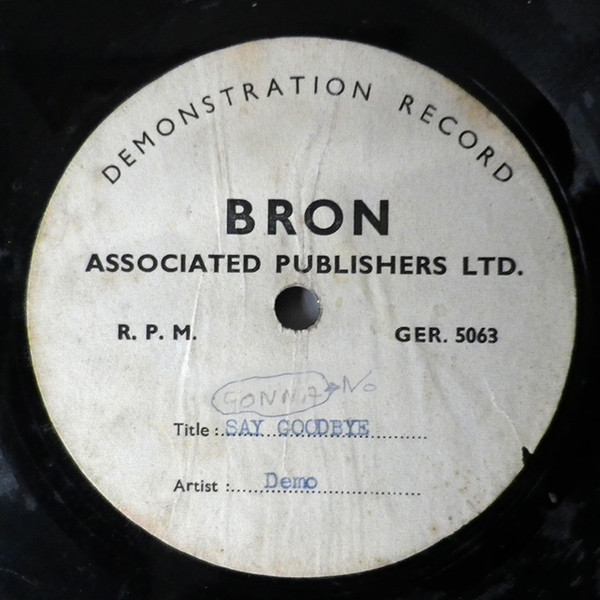 DEMONSTRATION RECORD
BRON
ASSOCIATED PUBLISHERS LTD.
R. P. M. GER. 5063
GONNA No
Title :. SAY GOODBYE
Artist :. Demo